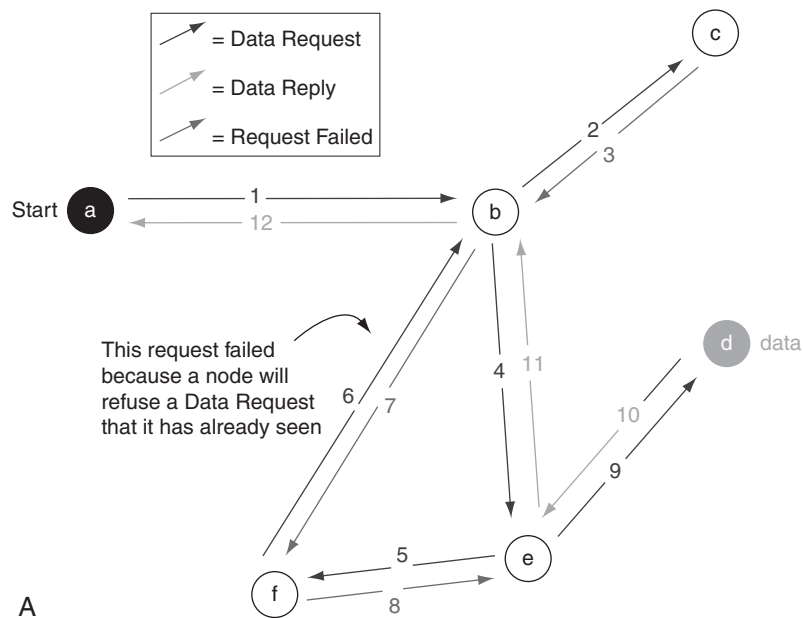 = Data Request
= Data Reply
= Request Failed
c
2
3
Start a
1
12
b
This request failed
because a node will
refuse a Data Request
that it has already seen
d data
4
11
6
7
10
9
5
e
f
8
A